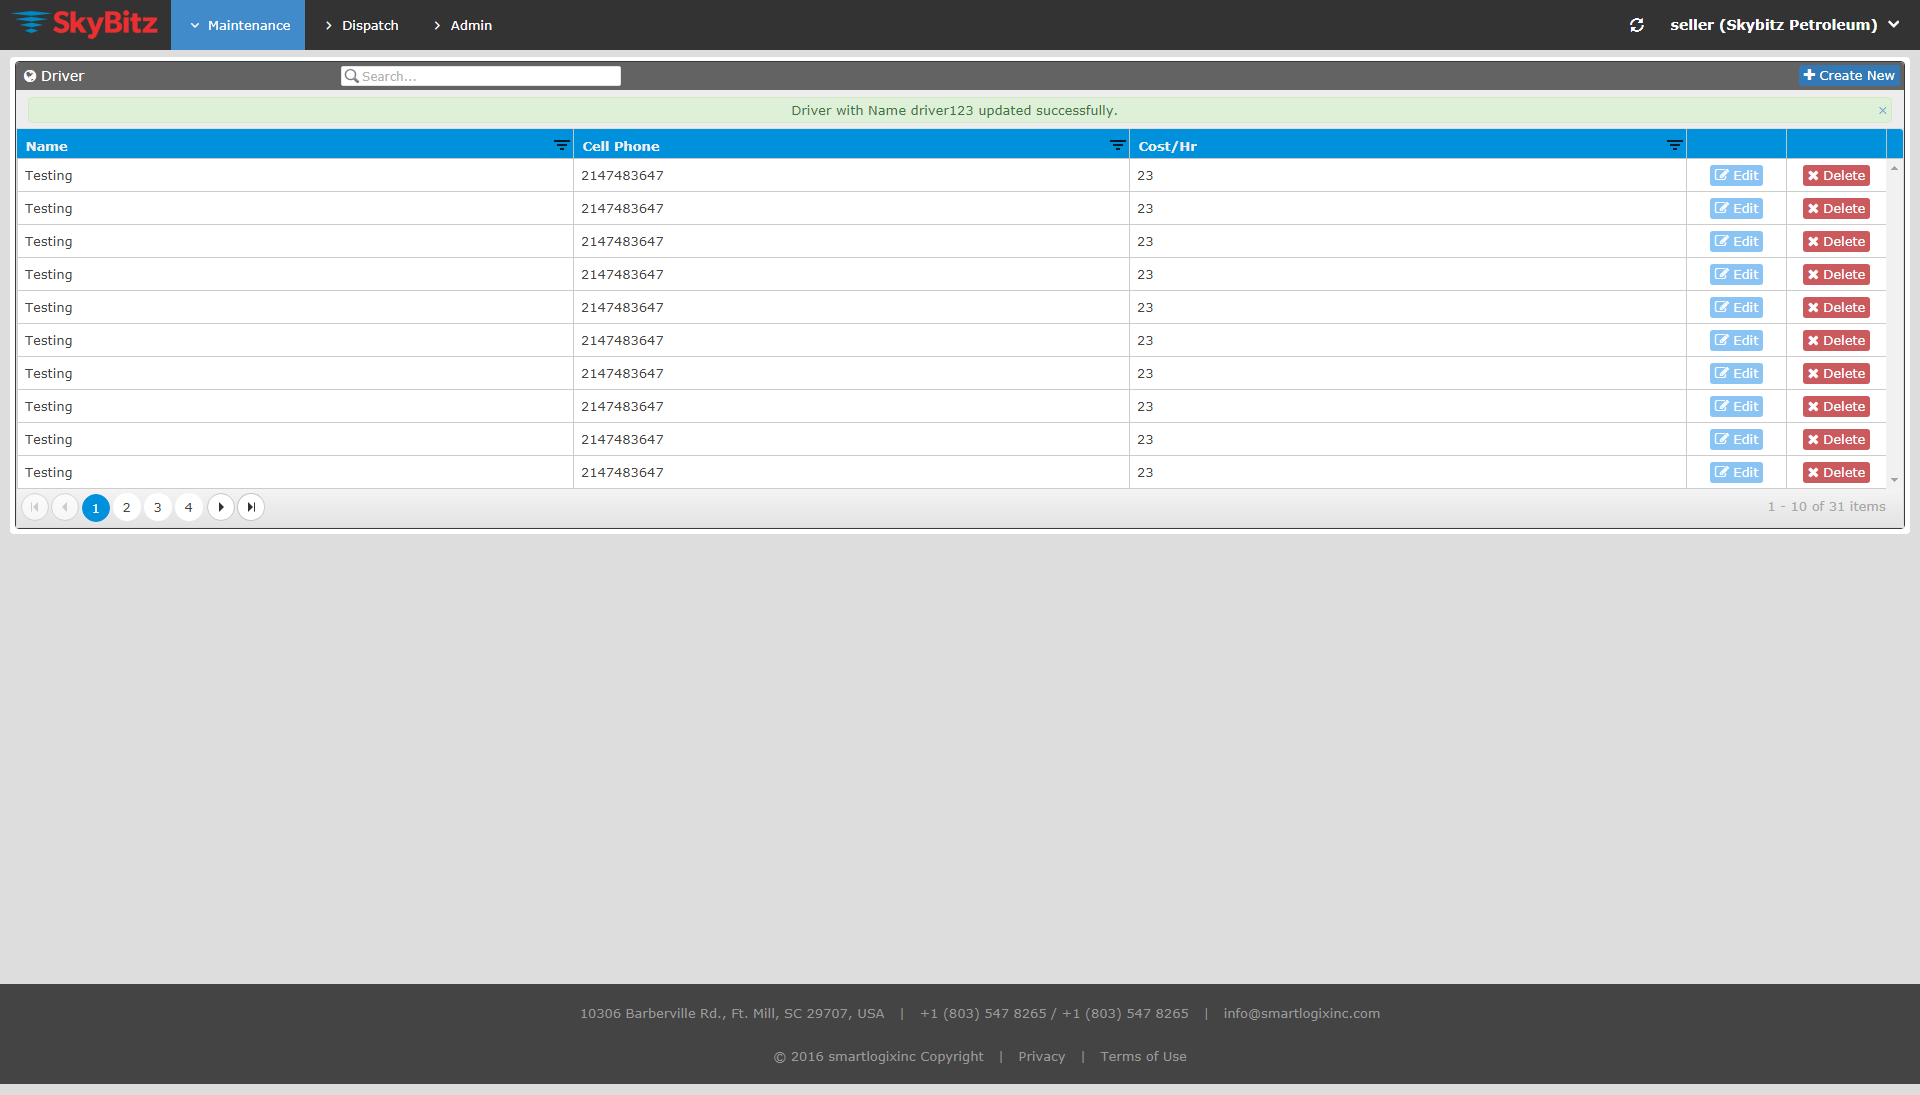 SkyBitz Maintenance Dispatch Admin seller (Skybitz Petroleum)
Driver Search... Create New
Driver with Name driver123 updated successfully. ×
Name Cell Phone Cost/Hr
Testing 2147483647 23 Edit Delete
Testing 2147483647 23 Edit Delete
Testing 2147483647 23 Edit Delete
Testing 2147483647 23 Edit Delete
Testing 2147483647 23 Edit Delete
Testing 2147483647 23 Edit Delete
Testing 2147483647 23 Edit Delete
Testing 2147483647 23 Edit Delete
Testing 2147483647 23 Edit Delete
Testing 2147483647 23 Edit Delete
1 2 3 4 1 - 10 of 31 items
10306 Barberville Rd., Ft. Mill, SC 29707, USA | +1 (803) 547 8265 / +1 (803) 547 8265 | info@smartlogixinc.com
© 2016 smartlogixinc Copyright | Privacy | Terms of Use